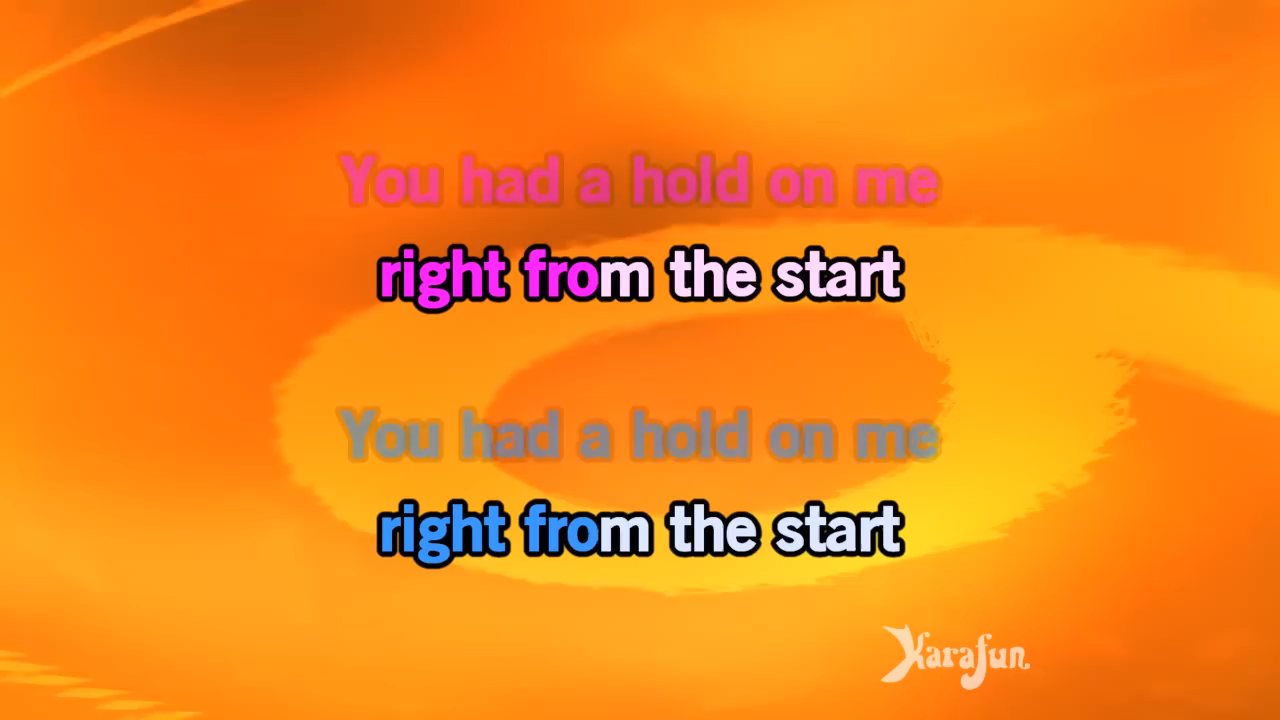 You had a hold on me
right from the start
You had a hold on me
right from the start
Karafun